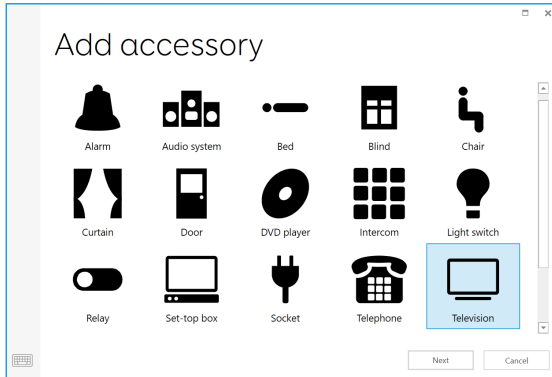 Add accessory
Alarm
Audio system
Bed
Blind
Chair
Curtain
Door
DVD player
Intercom
Light switch
Relay
Set-top box
Socket
Telephone
Television
Next
Cancel